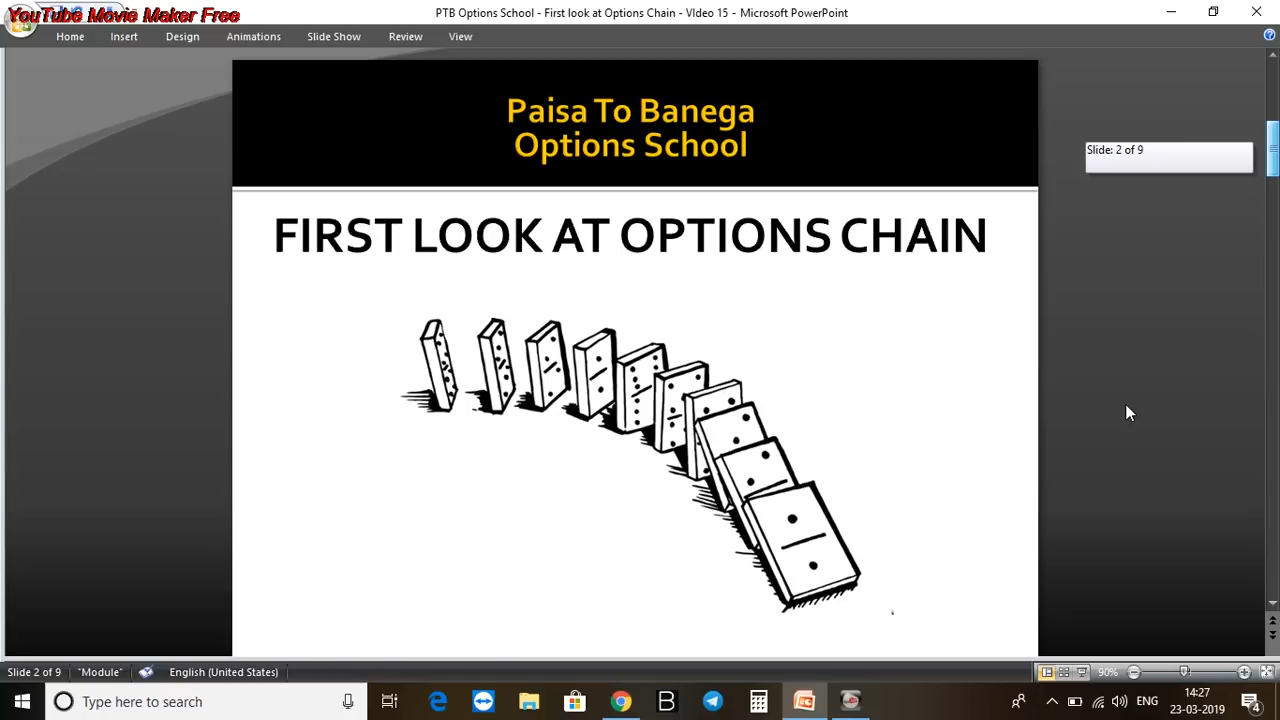 YouTube Movie Maker Free
PTB Options School - First look at Options Chain - VIdeo 15 - Microsoft PowerPoint
Home Insert Design Animations Slide Show Review View
Paisa To Banega
Options School
Slide: 2 of 9
FIRST LOOK AT OPTIONS CHAIN
Slide 2 of 9 "Module" English (United States) 90%
Type here to search
ENG
14:27
23-03-2019
4